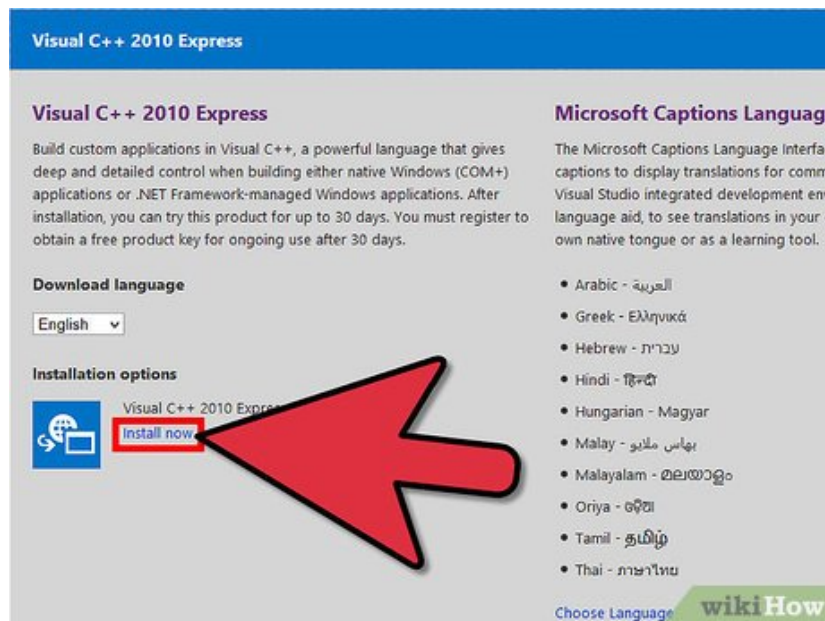 Visual C++ 2010 Express
Visual C++ 2010 Express
Build custom applications in Visual C++, a powerful language that gives
deep and detailed control when building either native Windows (COM+)
applications or .NET Framework-managed Windows applications. After
installation, you can try this product for up to 30 days. You must register to
obtain a free product key for ongoing use after 30 days.
Download language
English
Installation options
Visual C++ 2010
Install now
Microsoft Captions
The Microsoft Captions Language
captions to display translations for
Visual Studio integrated development
language aid, to see translations in your
own native tongue or as a learning tool.
• Arabic - العربية
• Greek - Ελληνικά
• Hebrew - עברית
• Hindi - हिन्दी
• Hungarian - Magyar
• Malay - بهاس ملايو
• Malayalam - മലയാളം
• Oriya - ଓଡ଼ିଆ
• Tamil - தமிழ்
• Thai - ภาษาไทย
Choose Language
wikiHow